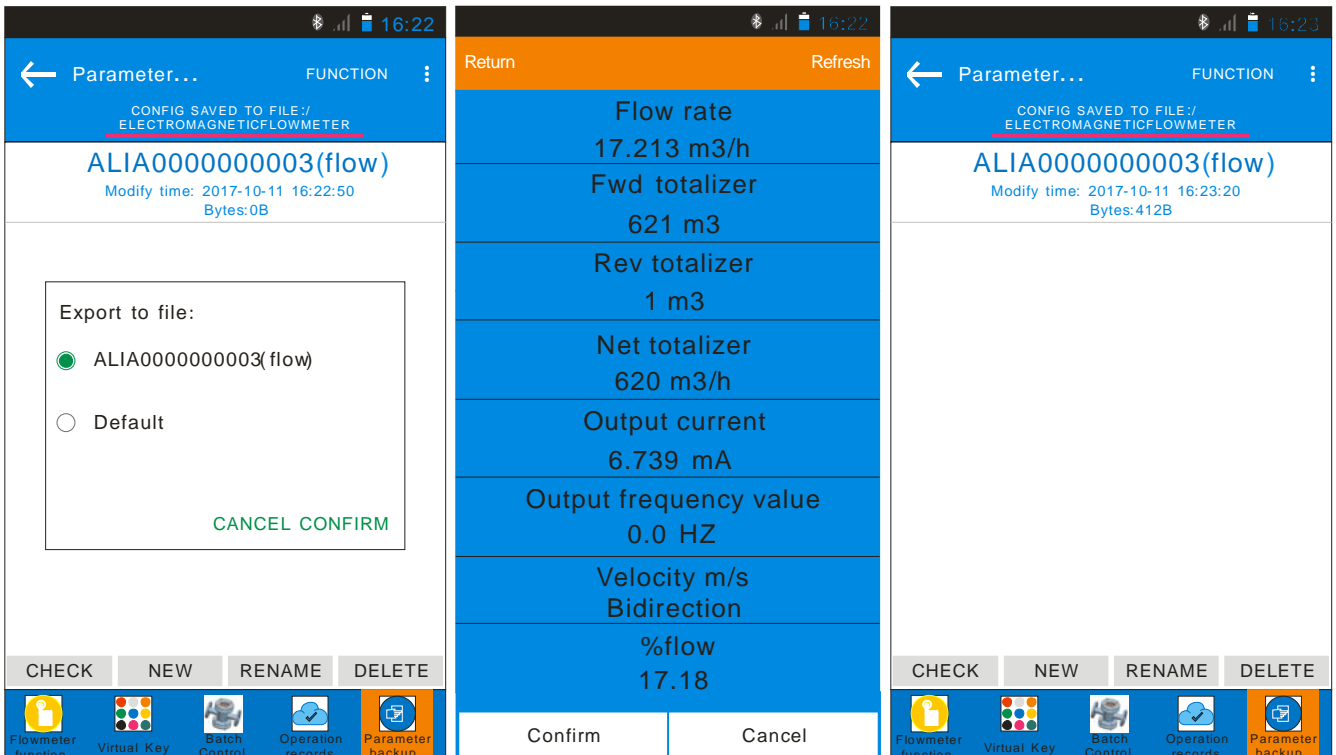 16:22
Parameter...
FUNCTION
CONFIG SAVED TO FILE:/
ELECTROMAGNETICFLOWMETER
ALIA0000000003(flow)
Modify time: 2017-10-11 16:22:50
Bytes:0B
Export to file:
ALIA0000000003(flow)
Default
CANCEL CONFIRM
CHECK
NEW
RENAME
DELETE
Flowmeter
function
Virtual Key
Batch
Control
Operation
records
Parameter
backup
16:22
Return
Refresh
Flow rate
17.213 m3/h
Fwd totalizer
621 m3
Rev totalizer
1 m3
Net totalizer
620 m3/h
Output current
6.739 mA
Output frequency value
0.0 HZ
Velocity m/s
Bidirection
%flow
17.18
Confirm
Cancel
16:23
Parameter...
FUNCTION
CONFIG SAVED TO FILE:/
ELECTROMAGNETICFLOWMETER
ALIA0000000003(flow)
Modify time: 2017-10-11 16:23:20
Bytes:412B
CHECK
NEW
RENAME
DELETE
Flowmeter
function
Virtual Key
Batch
Control
Operation
records
Parameter
backup